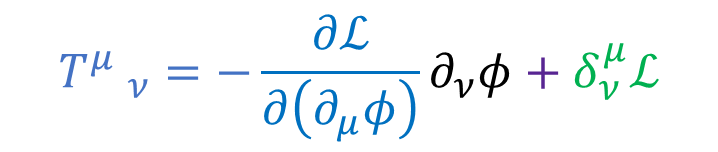 T^μ_ν = − ∂ℒ/∂(∂_μϕ) ∂_νϕ + δ^μ_ν ℒ